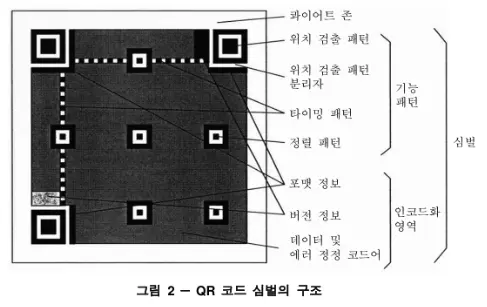 콰이어트 존
위치 검출 패턴
위치 검출 패턴
분리자
타이밍 패턴
정렬 패턴
기능
패턴
포맷 정보
버전 정보
데이터 및
에러 정정 코드어
인코드화
영역
심벌
그림 2 — QR 코드 심벌의 구조